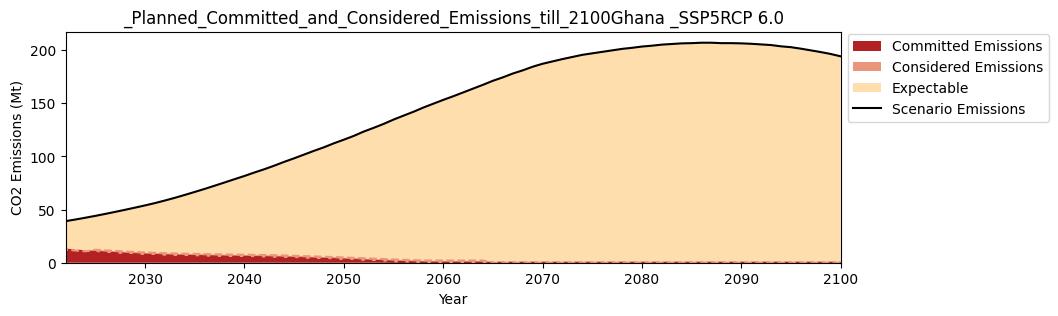 _Planned_Committed_and_Considered_Emissions_till_2100Ghana _SSP5RCP 6.0
200
150
100
50
0
CO2 Emissions (Mt)
2030 2040 2050 2060 2070 2080 2090 2100
Year
Committed Emissions
Considered Emissions
Expectable
Scenario Emissions